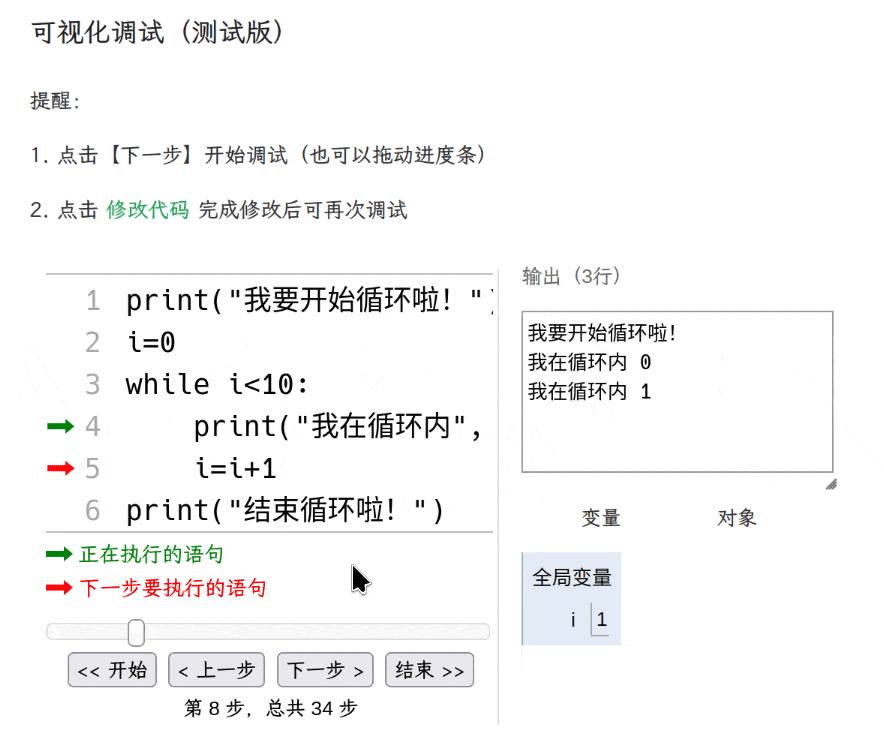 可视化调试（测试版）
提醒：
1. 点击【下一步】开始调试（也可以拖动进度条）
2. 点击 修改代码 完成修改后可再次调试
1 print("我要开始循环啦！")
2 i=0
3 while i<10:
4 print("我在循环内",
5 i=i+1
6 print("结束循环啦！")
正在执行的语句
下一步要执行的语句
<< 开始 < 上一步 下一步 > 结束 >>
第 8 步，总共 34 步
输出（3行）
我要开始循环啦！
我在循环内 0
我在循环内 1
变量 对象
全局变量
i 1